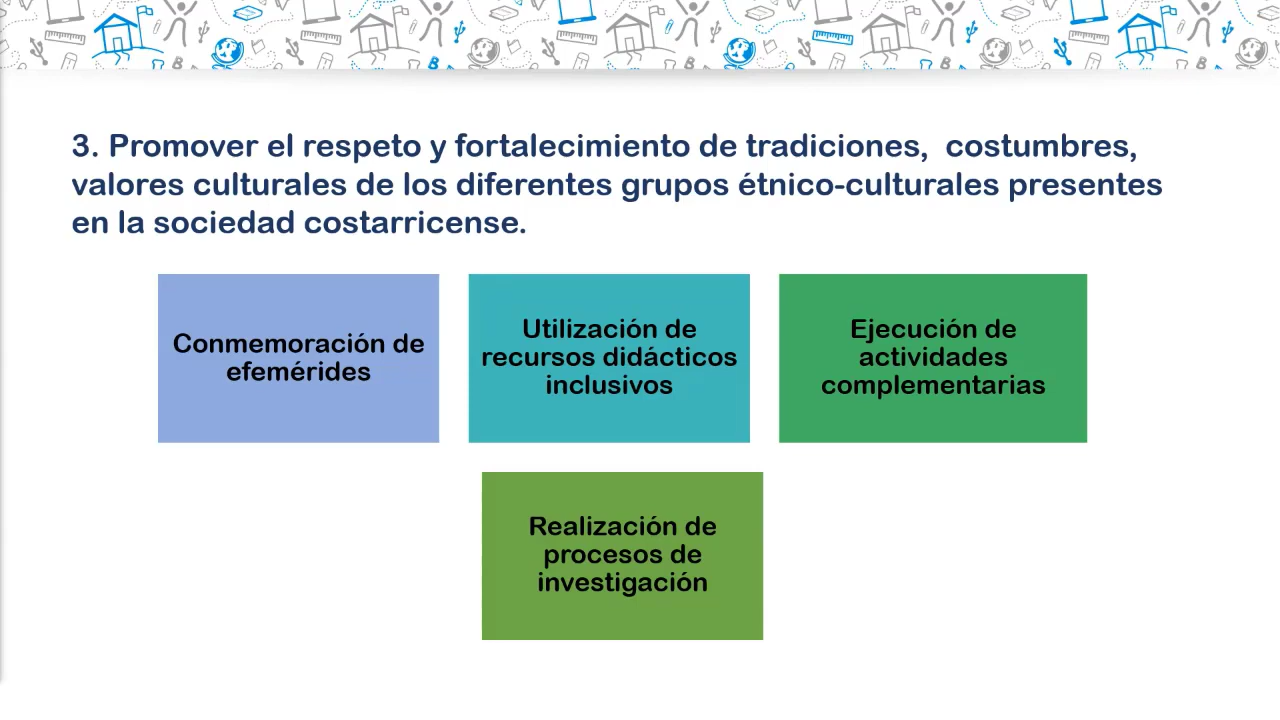 3. Promover el respeto y fortalecimiento de tradiciones,  costumbres,
valores culturales de los diferentes grupos étnico-culturales presentes
en la sociedad costarricense.
Conmemoración de
efemérides
Utilización de
recursos didácticos
inclusivos
Ejecución de
actividades
complementarias
Realización de
procesos de
investigación